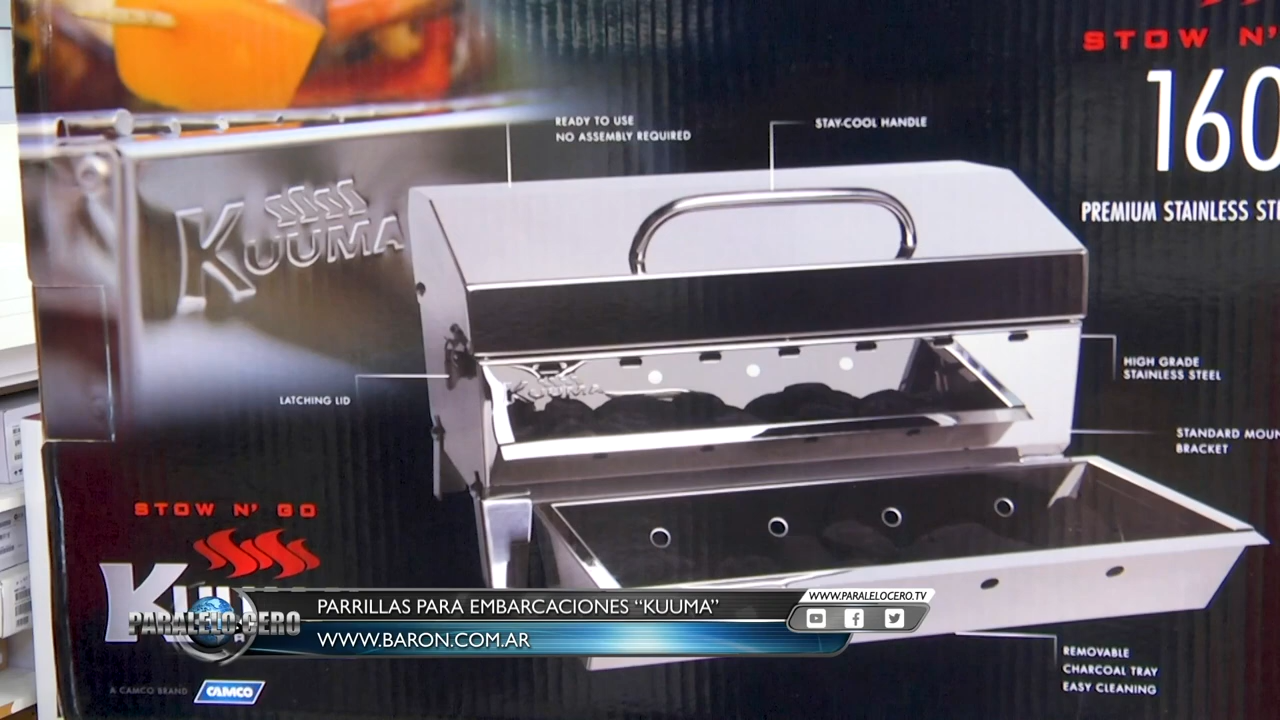 STOW N'
160
PREMIUM STAINLESS
READY TO USE
NO ASSEMBLY REQUIRED
STAY-COOL HANDLE
KUUMA
KUUMA
HIGH GRADE
STAINLESS STEEL
LATCHING LID
STANDARD
BRACKET
STOW N' GO
PARALELO CERO
PARRILLAS PARA EMBARCACIONES “KUUMA”
WWW.BARON.COM.AR
WWW.PARALELOCERO.TV
REMOVABLE
CHARCOAL TRAY
EASY CLEANING
A CAMCO BRAND
CAMCO